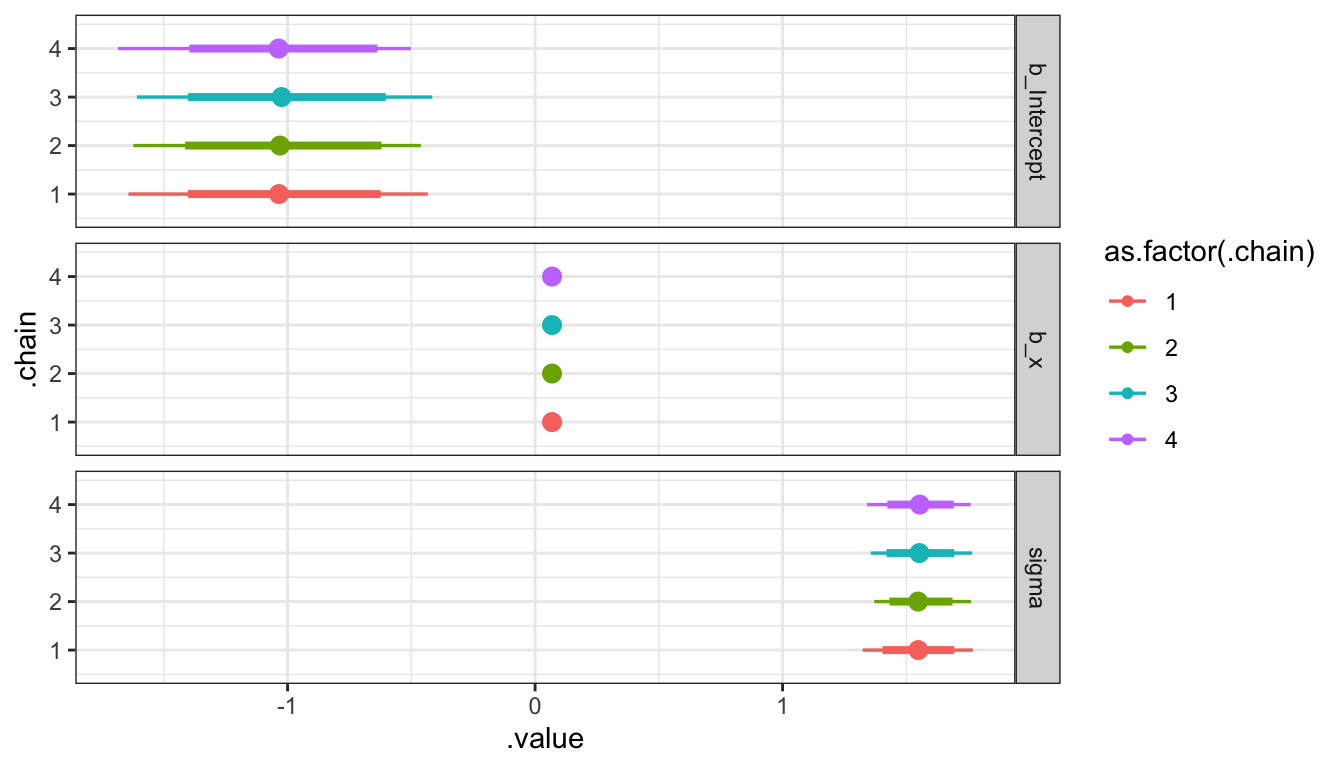 4
3
2
1
b_Intercept
4
3
2
1
b_x
4
3
2
1
sigma
-1 0 1
.value
.chain
as.factor(.chain)
1
2
3
4